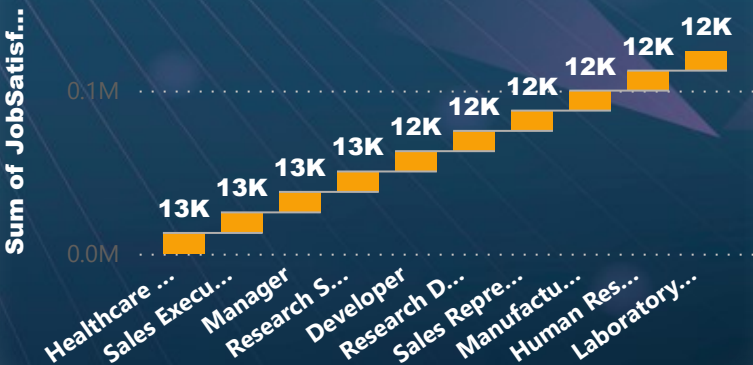 Sum of JobSatisf...
0.1M
0.0M
13K
13K
13K
13K
12K
12K
12K
12K
12K
12K
Healthcare ...
Sales Execu...
Manager
Research S...
Developer
Research D...
Sales Repre...
Manufactu...
Human Res...
Laboratory...